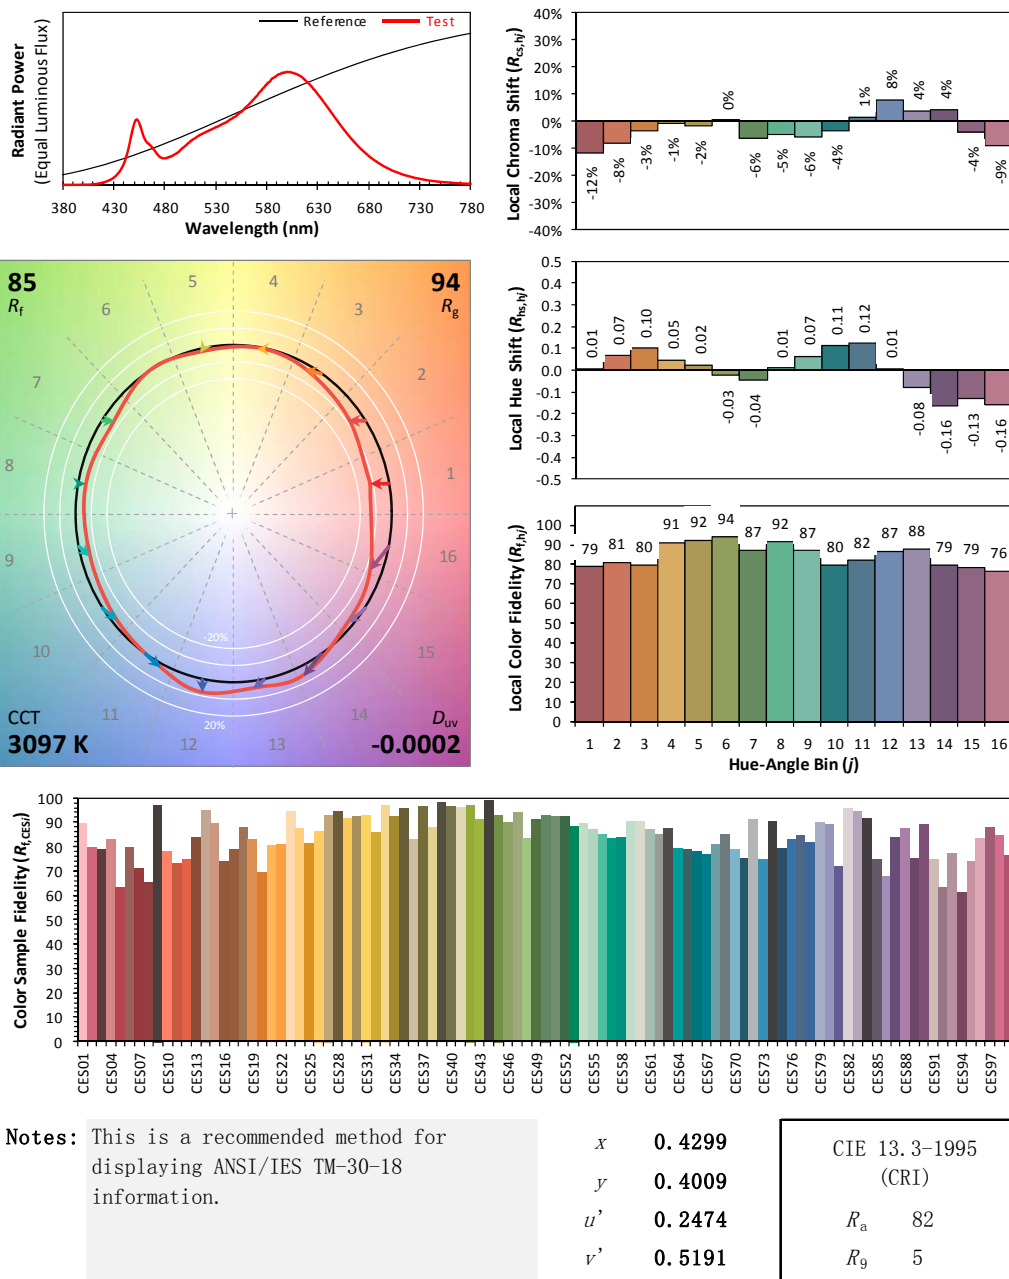 Reference
Test
Radiant Power
(Equal Luminous Flux)
380 430 480 530 580 630 680 730 780
Wavelength (nm)
Local Chroma Shift (Rcs,hj)
40%
30%
20%
10%
0%
-10%
-20%
-30%
-40%
-12% -8% -3% -1% -2% 0% -6% -5% -6% -4% 1% 8% 4% 4% -4% -9%
85
Rf
94
Rg
1 2 3 4 5 6 7 8 9 10 11 12 13 14 15 16
-20%
20%
CCT
3097 K
Duv
-0.0002
Local Hue Shift (Rhs,hj)
0.5
0.4
0.3
0.2
0.1
0.0
-0.1
-0.2
-0.3
-0.4
-0.5
0.01 0.07 0.10 0.05 0.02 -0.03 -0.04 0.01 0.07 0.11 0.12 0.01 -0.08 -0.16 -0.13 -0.16
Local Color Fidelity (Rf,hj)
100
90
80
70
60
50
40
30
20
10
0
79 81 80 91 92 94 87 92 87 80 82 87 88 79 79 76
1 2 3 4 5 6 7 8 9 10 11 12 13 14 15 16
Hue-Angle Bin (j)
Color Sample Fidelity (Rf,CESi)
100
90
80
70
60
50
40
30
20
10
0
CES01 CES04 CES07 CES10 CES13 CES16 CES19 CES22 CES25 CES28 CES31 CES34 CES37 CES40 CES43 CES46 CES49 CES52 CES55 CES58 CES61 CES64 CES67 CES70 CES73 CES76 CES79 CES82 CES85 CES88 CES91 CES94 CES97
Notes: This is a recommended method for
displaying ANSI/IES TM-30-18
information.
x 0.4299
y 0.4009
u' 0.2474
v' 0.5191
CIE 13.3-1995
(CRI)
Ra 82
R9 5